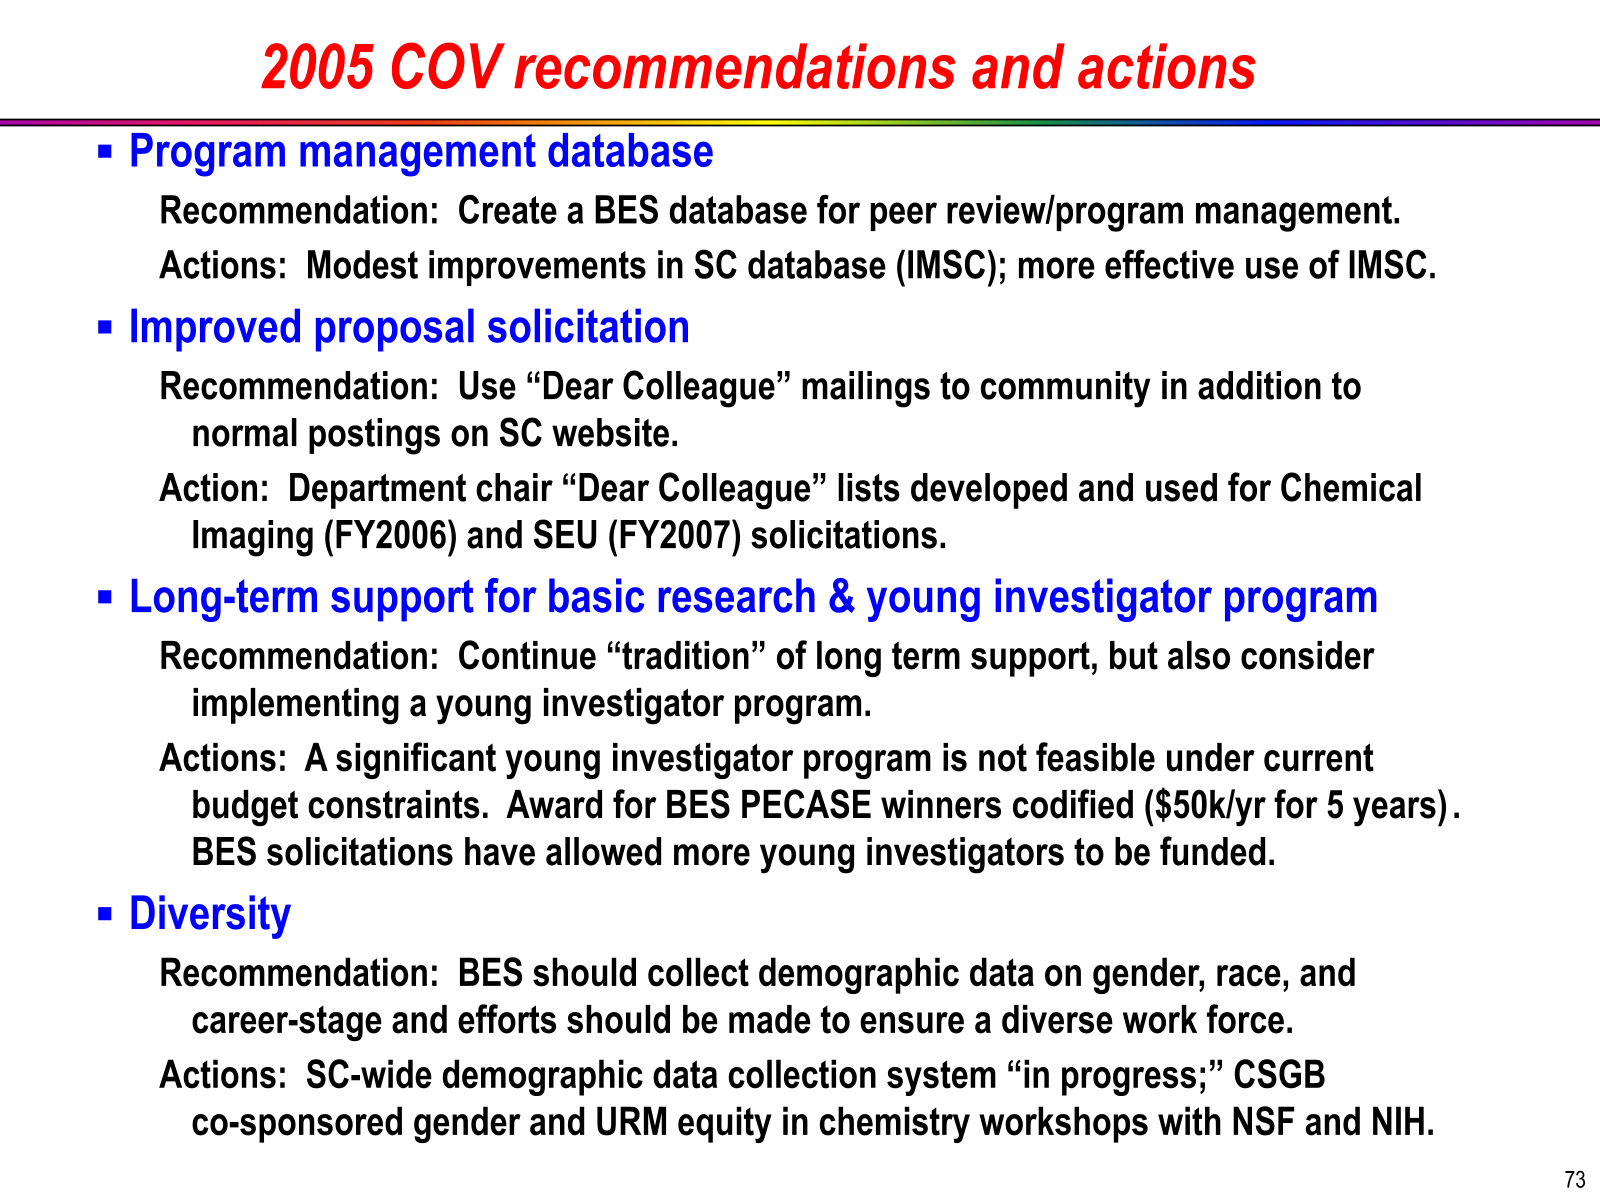 2005 COV recommendations and actions
▪ Program management database
Recommendation: Create a BES database for peer review/program management.
Actions: Modest improvements in SC database (IMSC); more effective use of IMSC.
▪ Improved proposal solicitation
Recommendation: Use “Dear Colleague” mailings to community in addition to
normal postings on SC website.
Action: Department chair “Dear Colleague” lists developed and used for Chemical
Imaging (FY2006) and SEU (FY2007) solicitations.
▪ Long-term support for basic research & young investigator program
Recommendation: Continue “tradition” of long term support, but also consider
implementing a young investigator program.
Actions: A significant young investigator program is not feasible under current
budget constraints. Award for BES PECASE winners codified ($50k/yr for 5 years).
BES solicitations have allowed more young investigators to be funded.
▪ Diversity
Recommendation: BES should collect demographic data on gender, race, and
career-stage and efforts should be made to ensure a diverse work force.
Actions: SC-wide demographic data collection system “in progress;” CSGB
co-sponsored gender and URM equity in chemistry workshops with NSF and NIH.
73